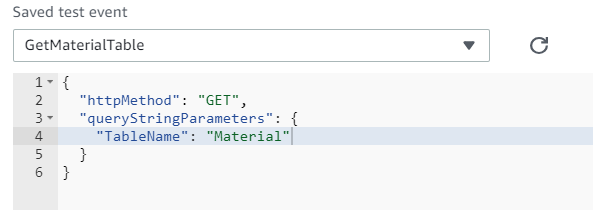 Saved test event
GetMaterialTable
1 {
2 "httpMethod": "GET",
3 "queryStringParameters": {
4 "TableName": "Material"
5 }
6 }